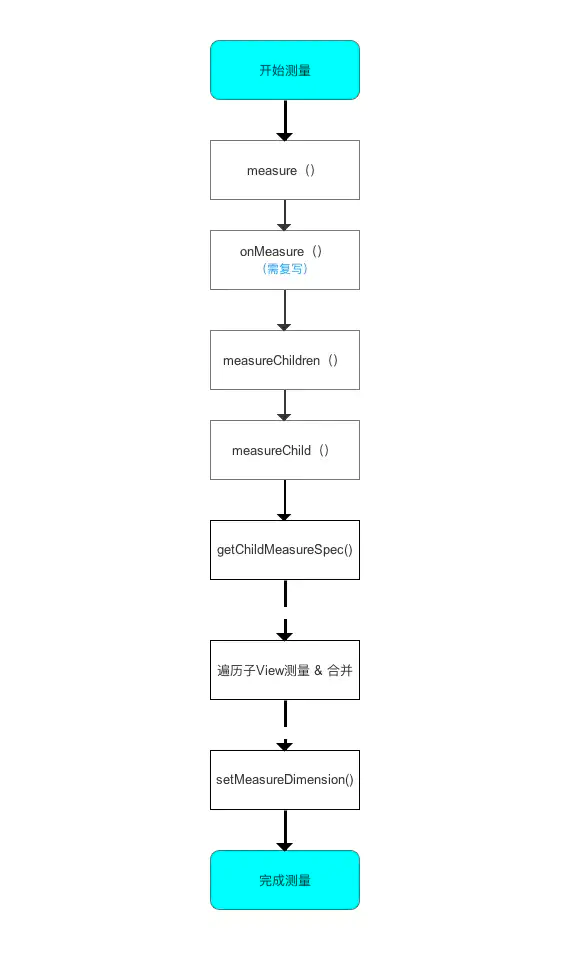 开始测量
measure（）
onMeasure（）
（需复写）
measureChildren（）
measureChild（）
getChildMeasureSpec()
遍历子View测量 & 合并
setMeasureDimension()
完成测量